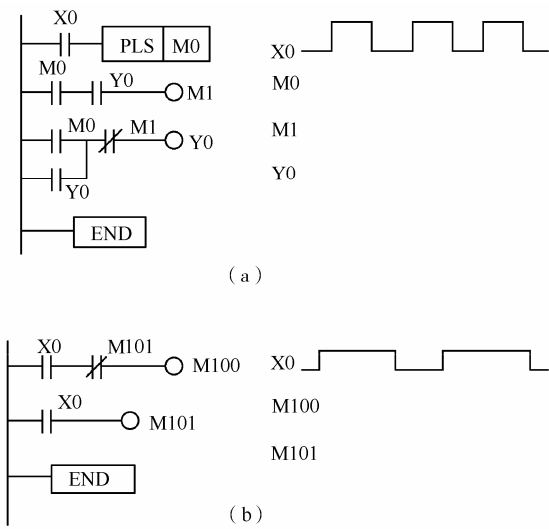 X0
PLS M0
X0
M0 Y0 M1
M0
M0 M1 Y0
M1
Y0
Y0
END
（a）
X0 M101 M100
X0
X0 M101
M100
M101
END
（b）